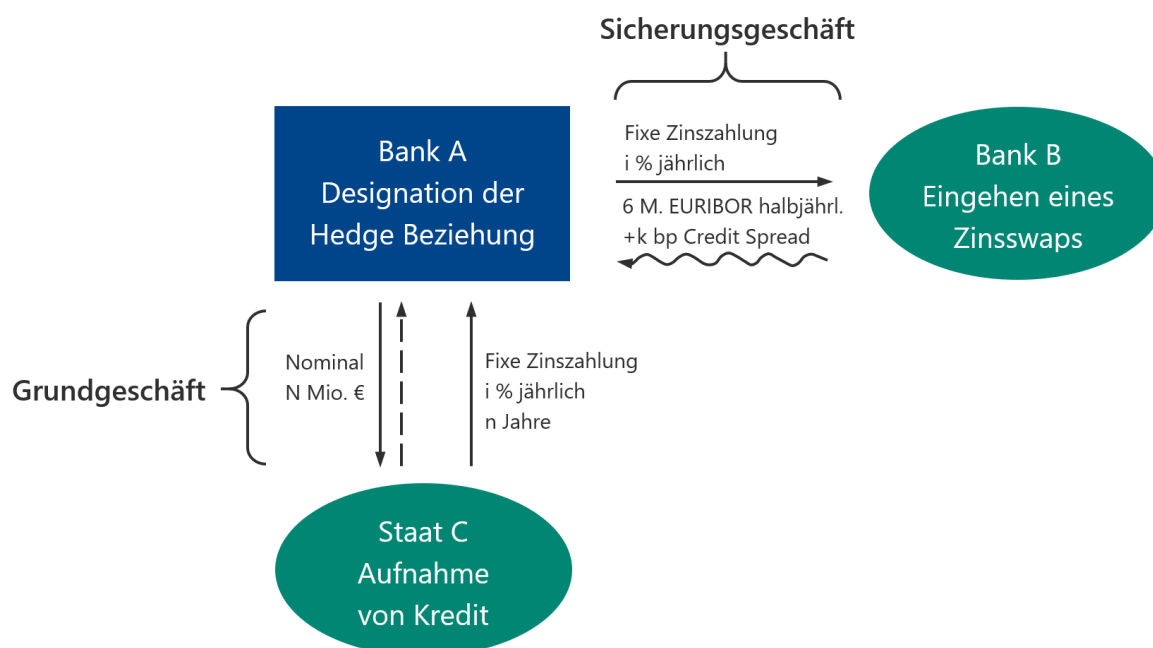 Sicherungsgeschäft
Bank A
Designation der
Hedge Beziehung
Fixe Zinszahlung
i % jährlich
6 M. EURIBOR halbjährl.
+k bp Credit Spread
Bank B
Eingehen eines
Zinsswaps
Grundgeschäft
Nominal
N Mio. €
Fixe Zinszahlung
i % jährlich
n Jahre
Staat C
Aufnahme
von Kredit